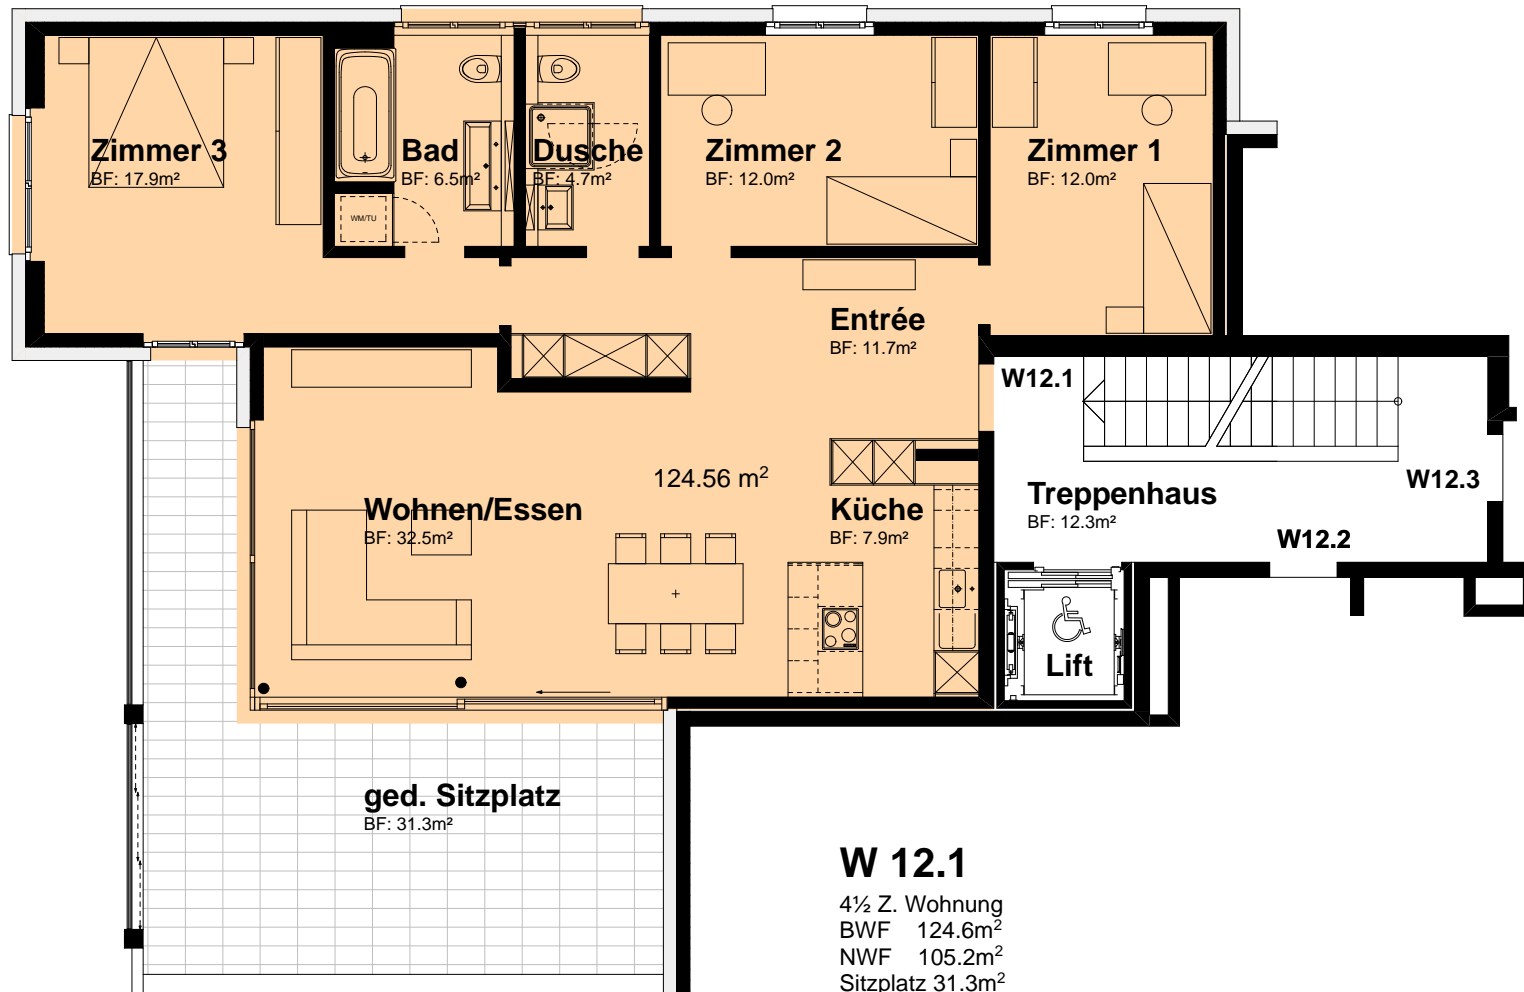 Zimmer 3
BF: 17.9m²
Bad
BF: 6.5m²
Dusche
BF: 4.7m²
Zimmer 2
BF: 12.0m²
Zimmer 1
BF: 12.0m²
WM/TU
Entrée
BF: 11.7m²
W12.1
124.56 m²
Wohnen/Essen
BF: 32.5m²
Küche
BF: 7.9m²
Treppenhaus
BF: 12.3m²
W12.3
W12.2
Lift
ged. Sitzplatz
BF: 31.3m²
W 12.1
4½ Z. Wohnung
BWF 124.6m²
NWF 105.2m²
Sitzplatz 31.3m²